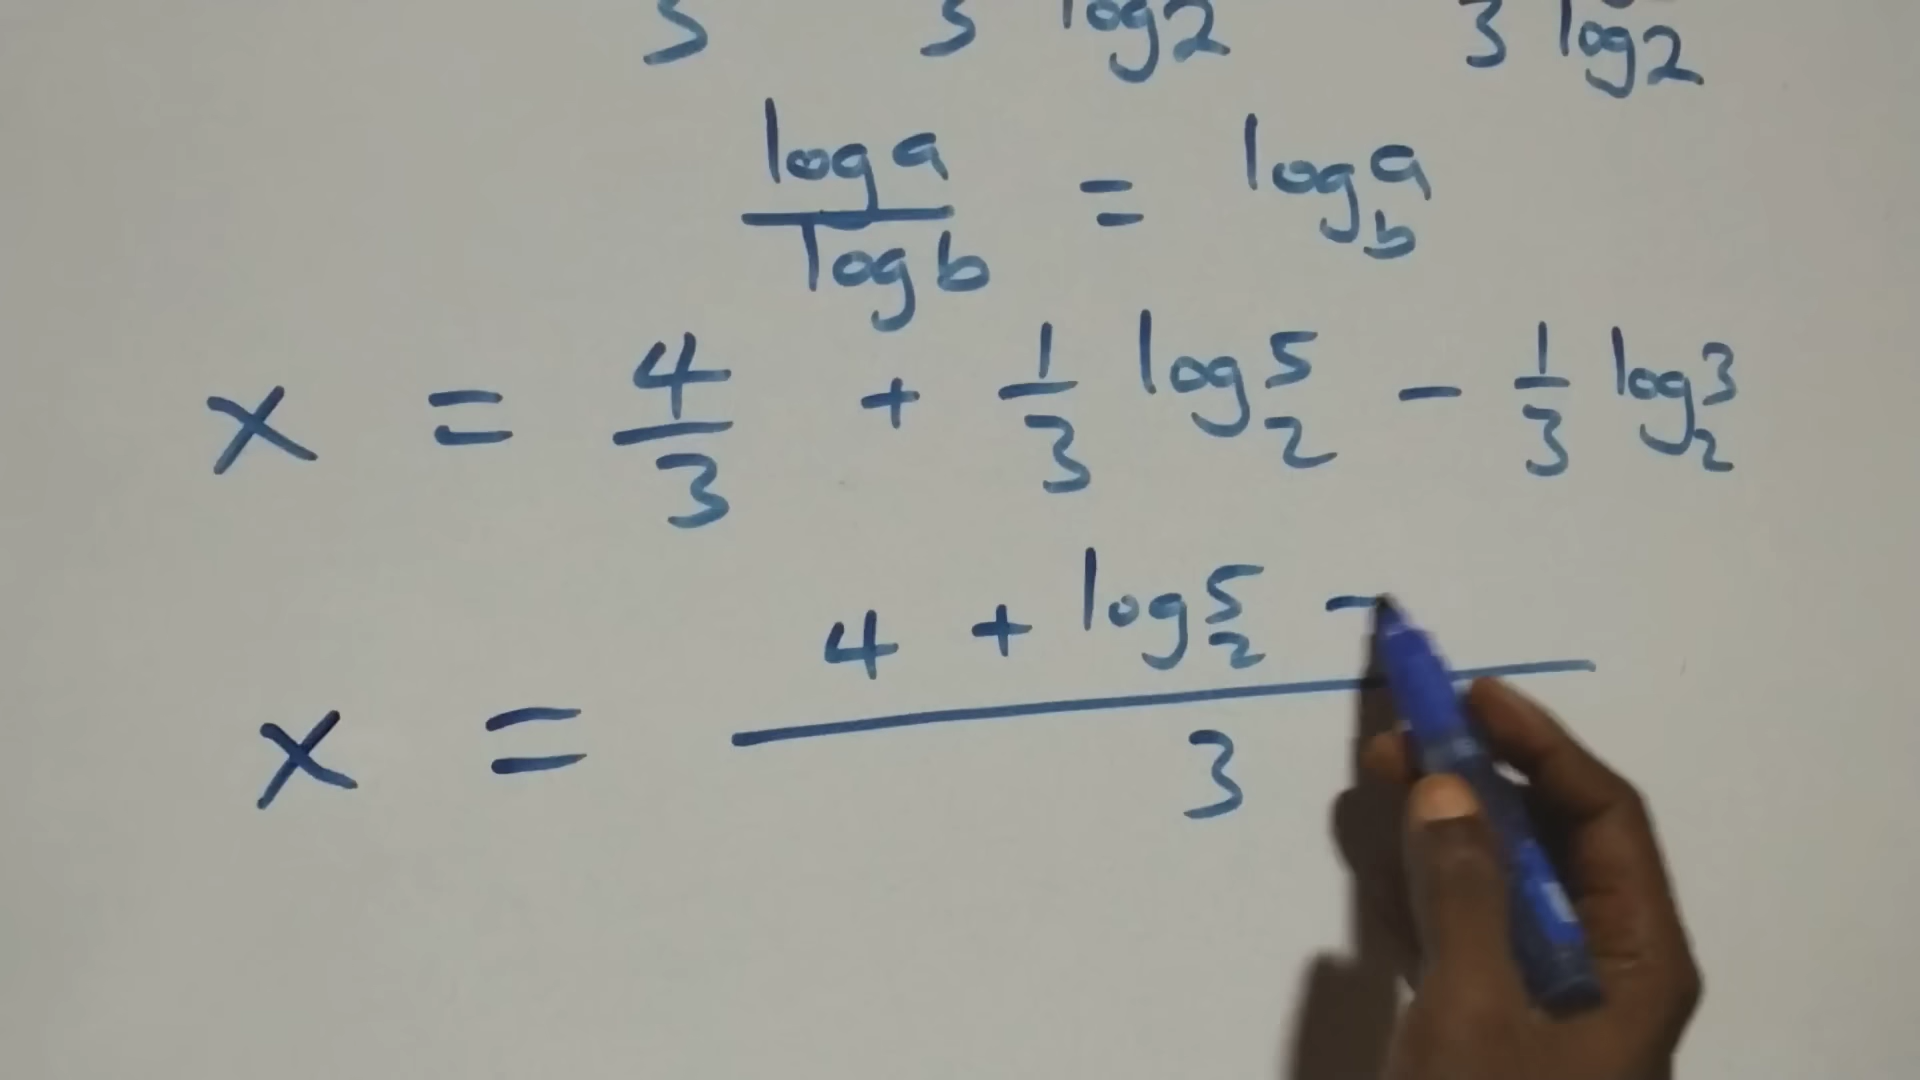 3 3 log2 3 log2
log a / log b = log_b a
x = 4/3 + 1/3 log_2 5 - 1/3 log_2 3
x = (4 + log_2 5 - ) / 3